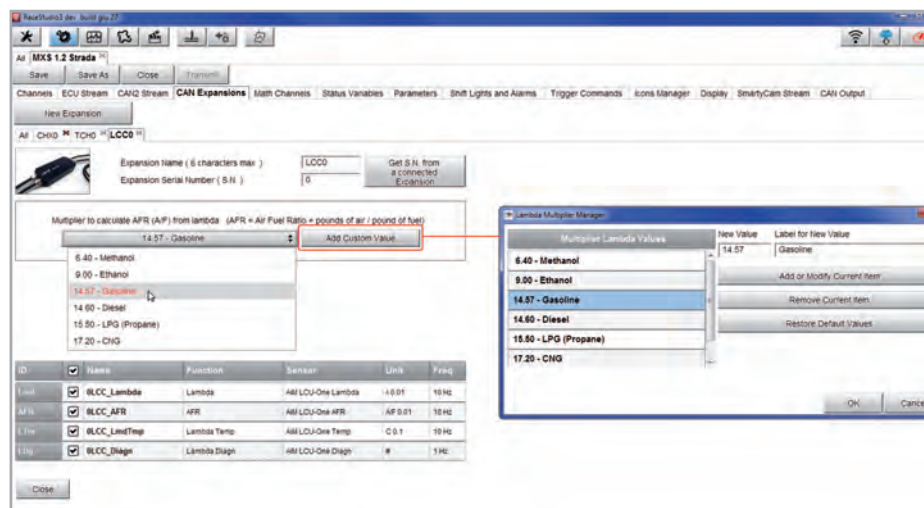 RaceStudio3 dev build giu 27
All MXS 1.2 Strada
Save Save As Close Transmit
Channels ECU Stream CAN2 Stream CAN Expansions Math Channels Status Variables Parameters Shift Lights and Alarms Trigger Commands Icons Manager Display SmartyCam Stream CAN Output
New Expansion
All CHX0 TCH0 LCC0
Expansion Name ( 6 characters max ) LCC0
Expansion Serial Number ( S.N. ) 0
Get S.N. from
a connected
Expansion
Multiplier to calculate AFR (A/F) from lambda (AFR = Air Fuel Ratio = pounds of air / pound of fuel)
14.57 - Gasoline Add Custom Value
6.40 - Methanol
9.00 - Ethanol
14.57 - Gasoline
14.60 - Diesel
15.50 - LPG (Propane)
17.20 - CNG
Lambda Multiplier Manager
Multiplier Lambda Values
New Value Label for New Value
14.57 Gasoline
6.40 - Methanol
9.00 - Ethanol
14.57 - Gasoline
14.60 - Diesel
15.50 - LPG (Propane)
17.20 - CNG
Add or Modify Current Item
Remove Current Item
Restore Default Values
OK Cance
ID Name Function Sensor Unit Freq
0LCC_Lambda Lambda AiM LCU-One Lambda λ 0.01 10 Hz
AFR 0LCC_AFR AFR AiM LCU-One AFR A/F 0.01 10 Hz
0LCC_LmdTmp Lambda Temp AiM LCU-One Temp C 0.1 10 Hz
0LCC_Diagn Lambda Diagn AiM LCU-One Diagn # 1 Hz
Close